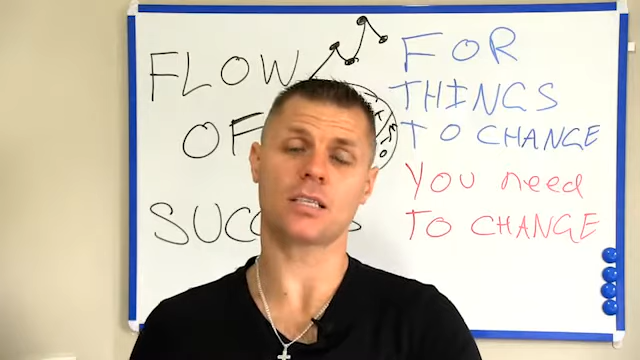 FLOW
OF
FOR
THINGS
TO CHANGE
You need
TO CHANGE